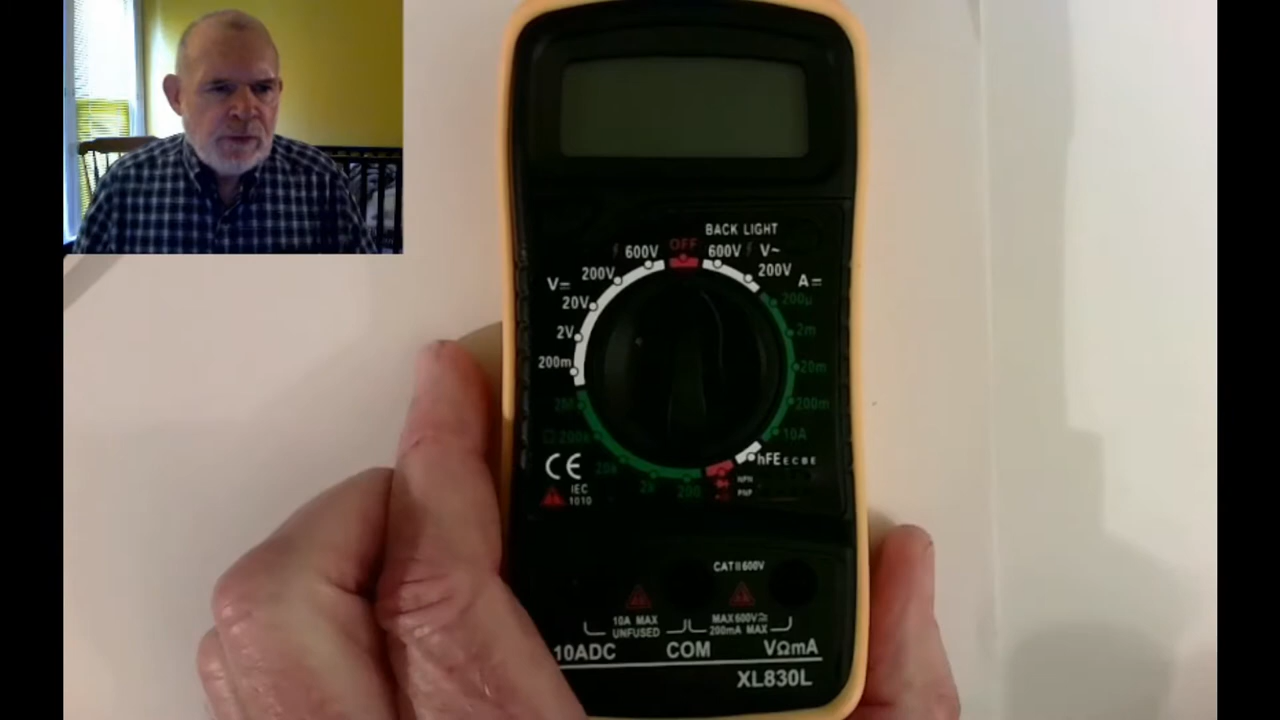 BACK LIGHT
OFF
600V 600V V~
200V 200V
V⎓ A⎓
20V 200µ
2V 2m
200m 20m
2M 200m
200k 10A
20k hFE E C B E
2k 200
NPN
PNP
CE
IEC
1010
CAT II 600V
10A MAX
UNFUSED
MAX 600V⎓
200mA MAX
10ADC COM VΩmA
XL830L